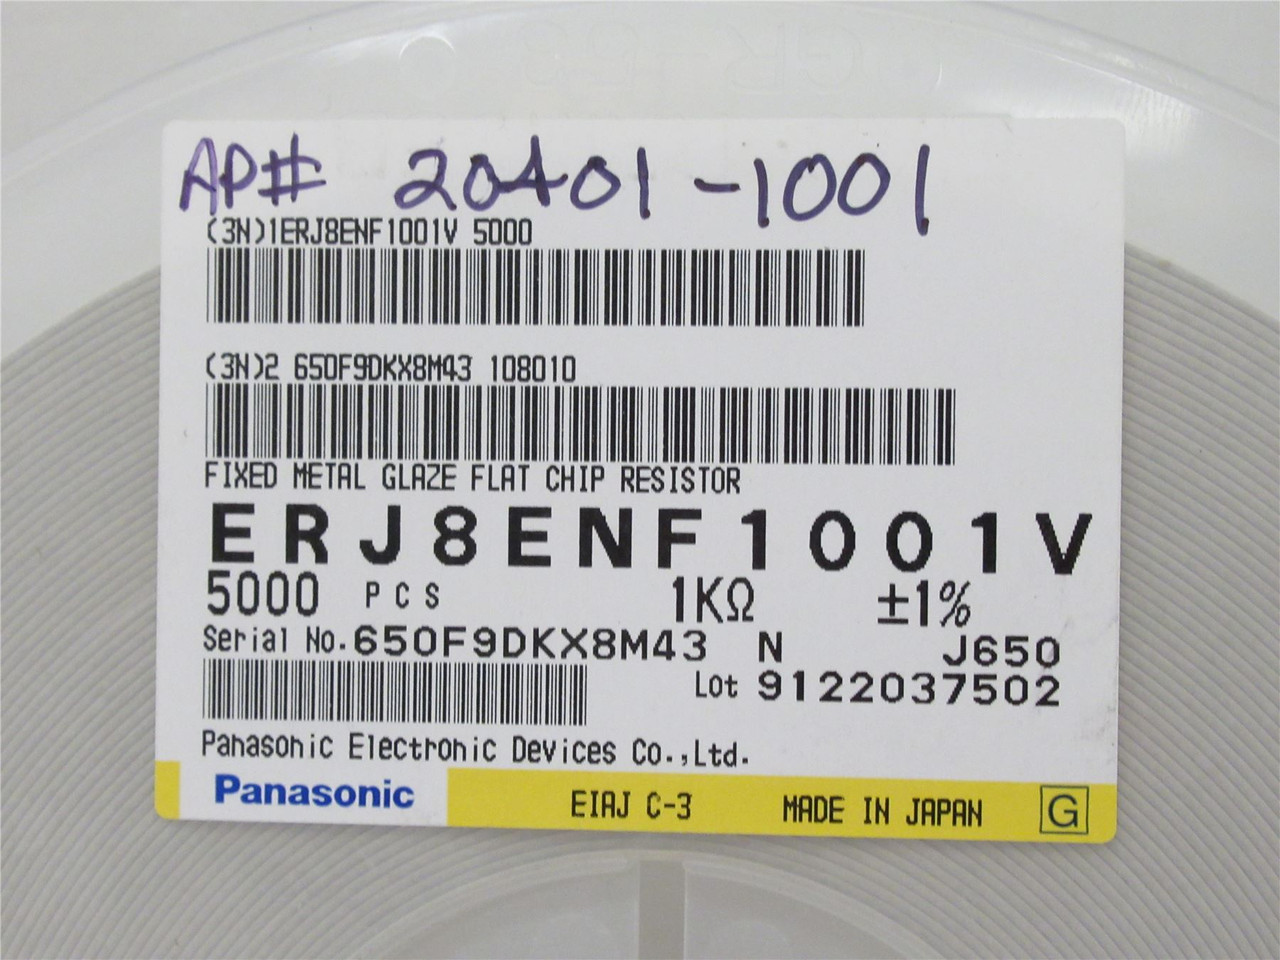 AP# 20401-1001
(3N)1ERJ8ENF1001V 5000
(3N)2 650F9DKX8M43 108010
FIXED METAL GLAZE FLAT CHIP RESISTOR
ERJ8ENF1001V
5000 PCS 1KΩ ±1%
Serial No.650F9DKX8M43 N J650
Lot 9122037502
Panasonic Electronic Devices Co.,Ltd.
Panasonic EIAJ C-3 MADE IN JAPAN G